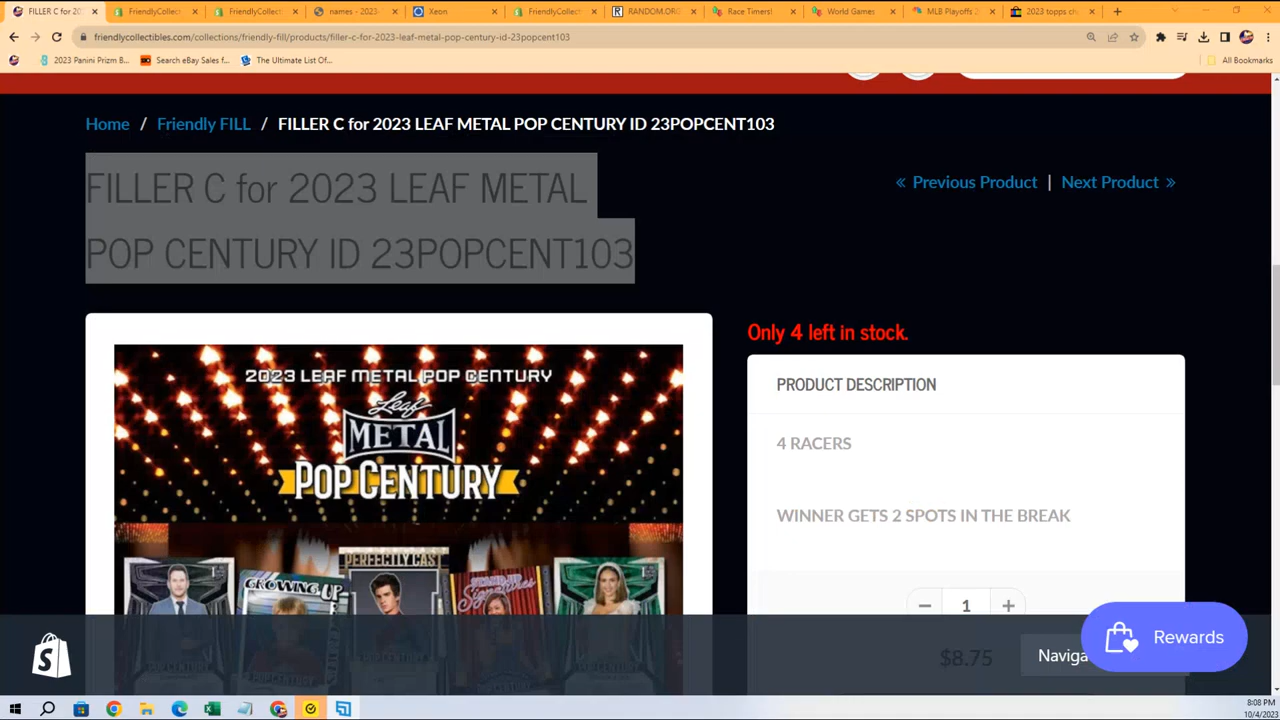 FILLER C for 20
FriendlyCollec
FriendlyCollect
names - 2023-
Xeon
FriendlyCollect
RANDOM.ORG
Race Timers!
World Games
MLB Playoffs 2
2023 topps ch
friendlycollectibles.com/collections/friendly-fill/products/filler-c-for-2023-leaf-metal-pop-century-id-23popcent103
2023 Panini Prizm B...
Search eBay Sales f...
The Ultimate List Of...
All Bookmarks
Home / Friendly FILL / FILLER C for 2023 LEAF METAL POP CENTURY ID 23POPCENT103
FILLER C for 2023 LEAF METAL
POP CENTURY ID 23POPCENT103
« Previous Product | Next Product »
Only 4 left in stock.
PRODUCT DESCRIPTION
4 RACERS
WINNER GETS 2 SPOTS IN THE BREAK
− 1 +
$8.75
Naviga
Rewards
2023 LEAF METAL POP CENTURY
Leaf
METAL
POP CENTURY
PERFECTLY CAST
GROWING UP
Signatures
8:08 PM
10/4/2023